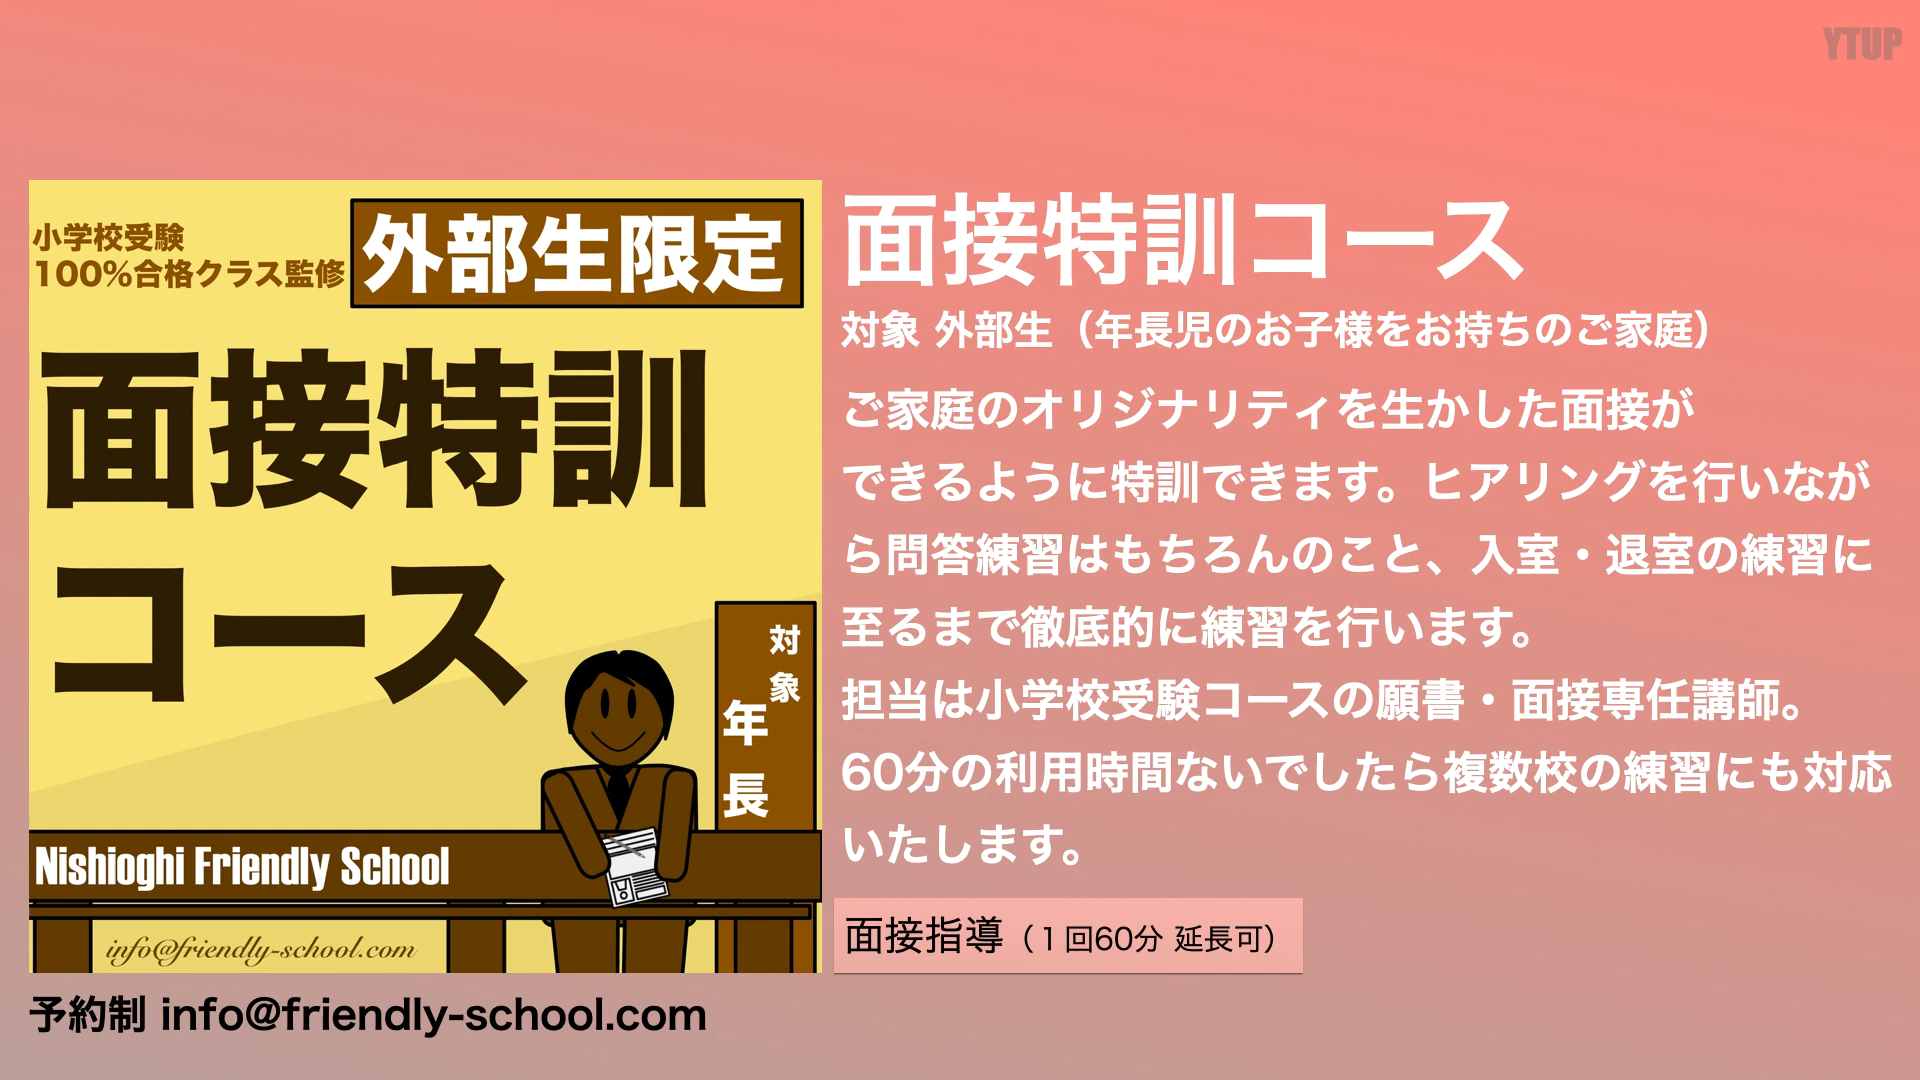 小学校受験
100%合格クラス監修
外部生限定
面接特訓
コース
対象
年長
Nishioghi Friendly School
info@friendly-school.com
予約制 info@friendly-school.com
YTUP
面接特訓コース
対象 外部生（年長児のお子様をお持ちのご家庭）
ご家庭のオリジナリティを生かした面接が
できるように特訓できます。ヒアリングを行いなが
ら問答練習はもちろんのこと、入室・退室の練習に
至るまで徹底的に練習を行います。
担当は小学校受験コースの願書・面接専任講師。
60分の利用時間ないでしたら複数校の練習にも対応
いたします。
面接指導（１回60分 延長可）